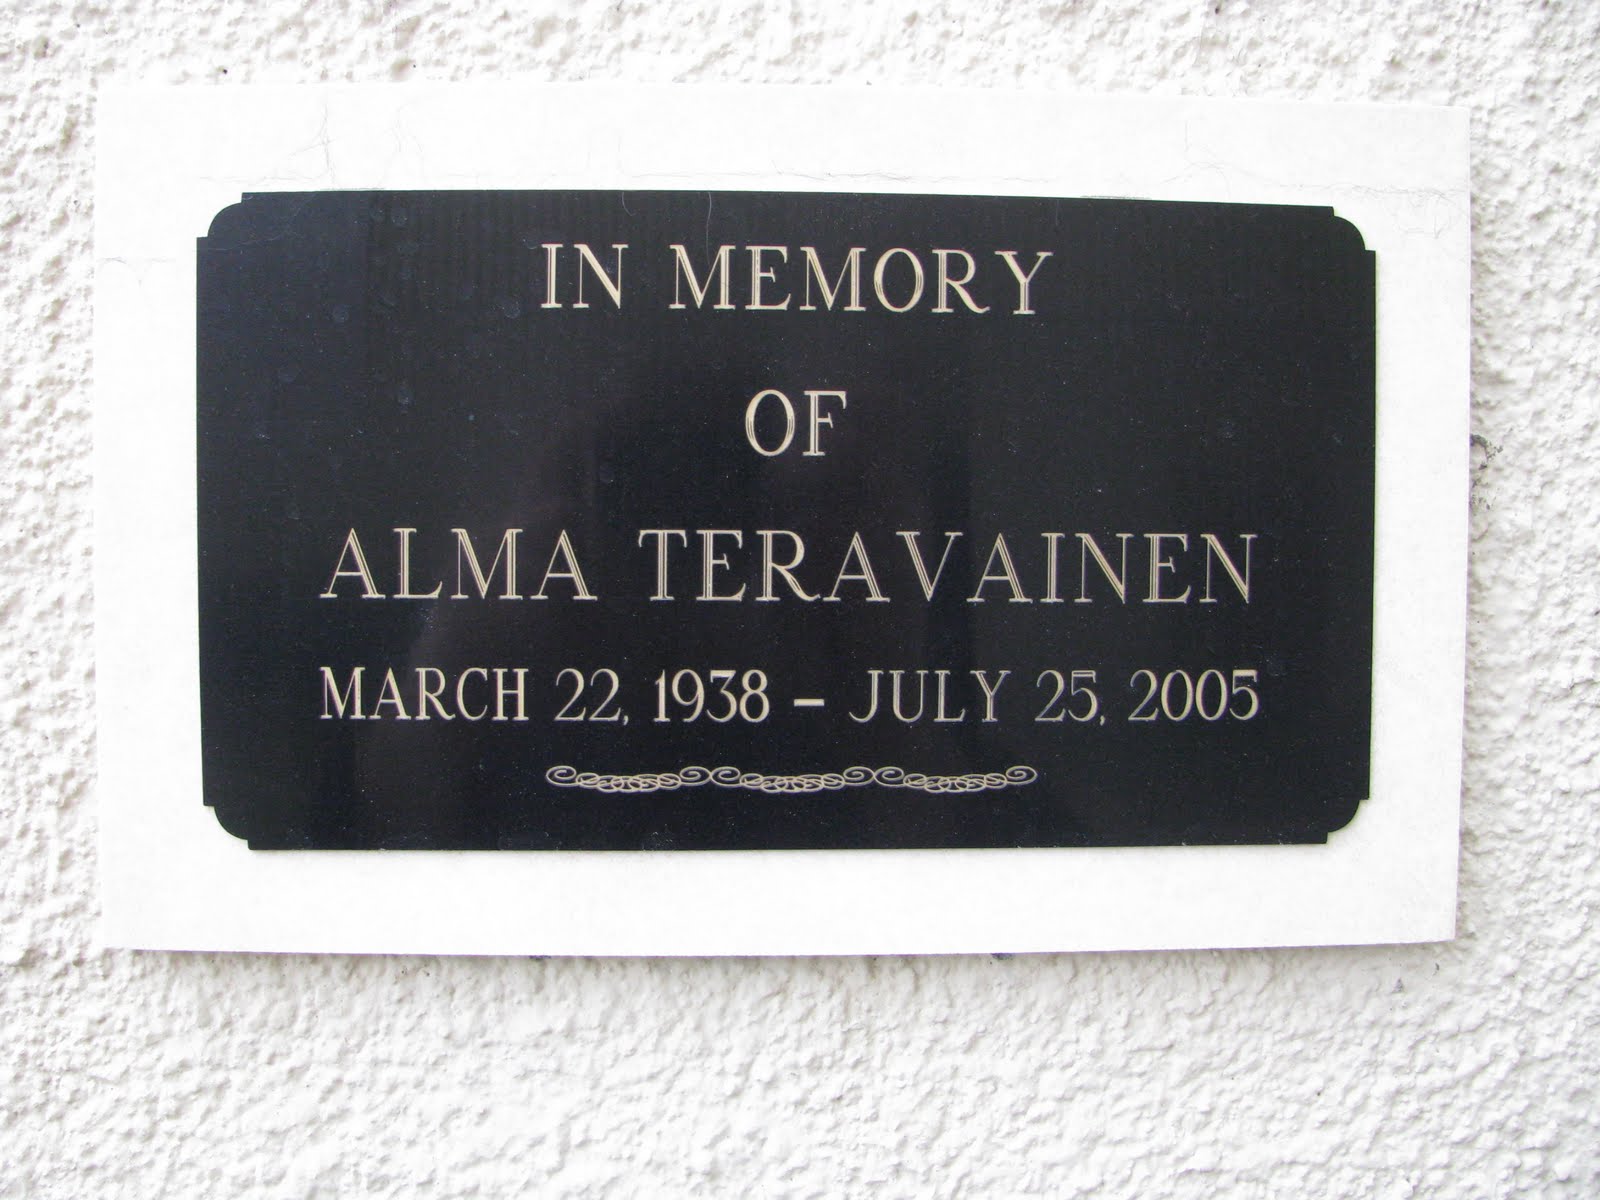 IN MEMORY
OF
ALMA TERAVAINEN
MARCH 22, 1938 – JULY 25, 2005